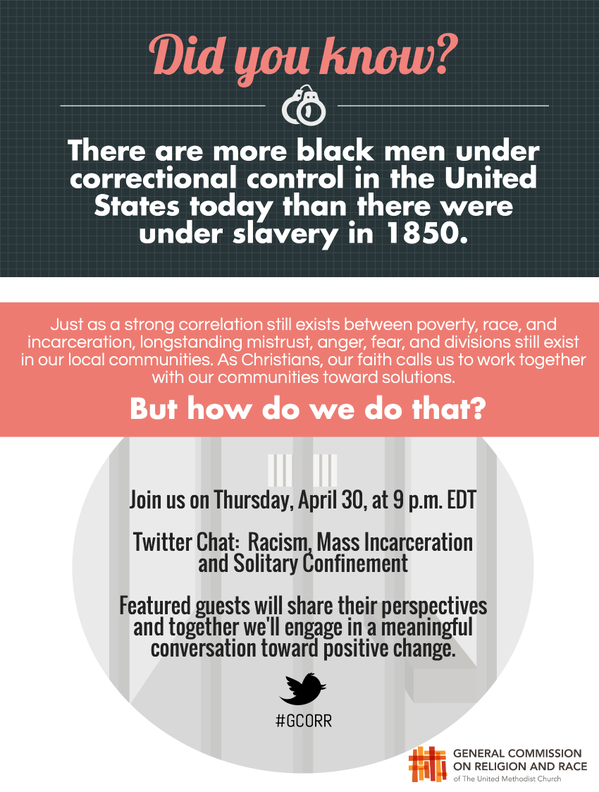 Did you know?
There are more black men under
correctional control in the United
States today than there were
under slavery in 1850.
Just as a strong correlation still exists between poverty, race, and
incarceration, longstanding mistrust, anger, fear, and divisions still exist
in our local communities. As Christians, our faith calls us to work together
with our communities toward solutions.
But how do we do that?
Join us on Thursday, April 30, at 9 p.m. EDT
Twitter Chat: Racism, Mass Incarceration
and Solitary Confinement
Featured guests will share their perspectives
and together we'll engage in a meaningful
conversation toward positive change.
#GCORR
GENERAL COMMISSION
ON RELIGION AND RACE
of The United Methodist Church